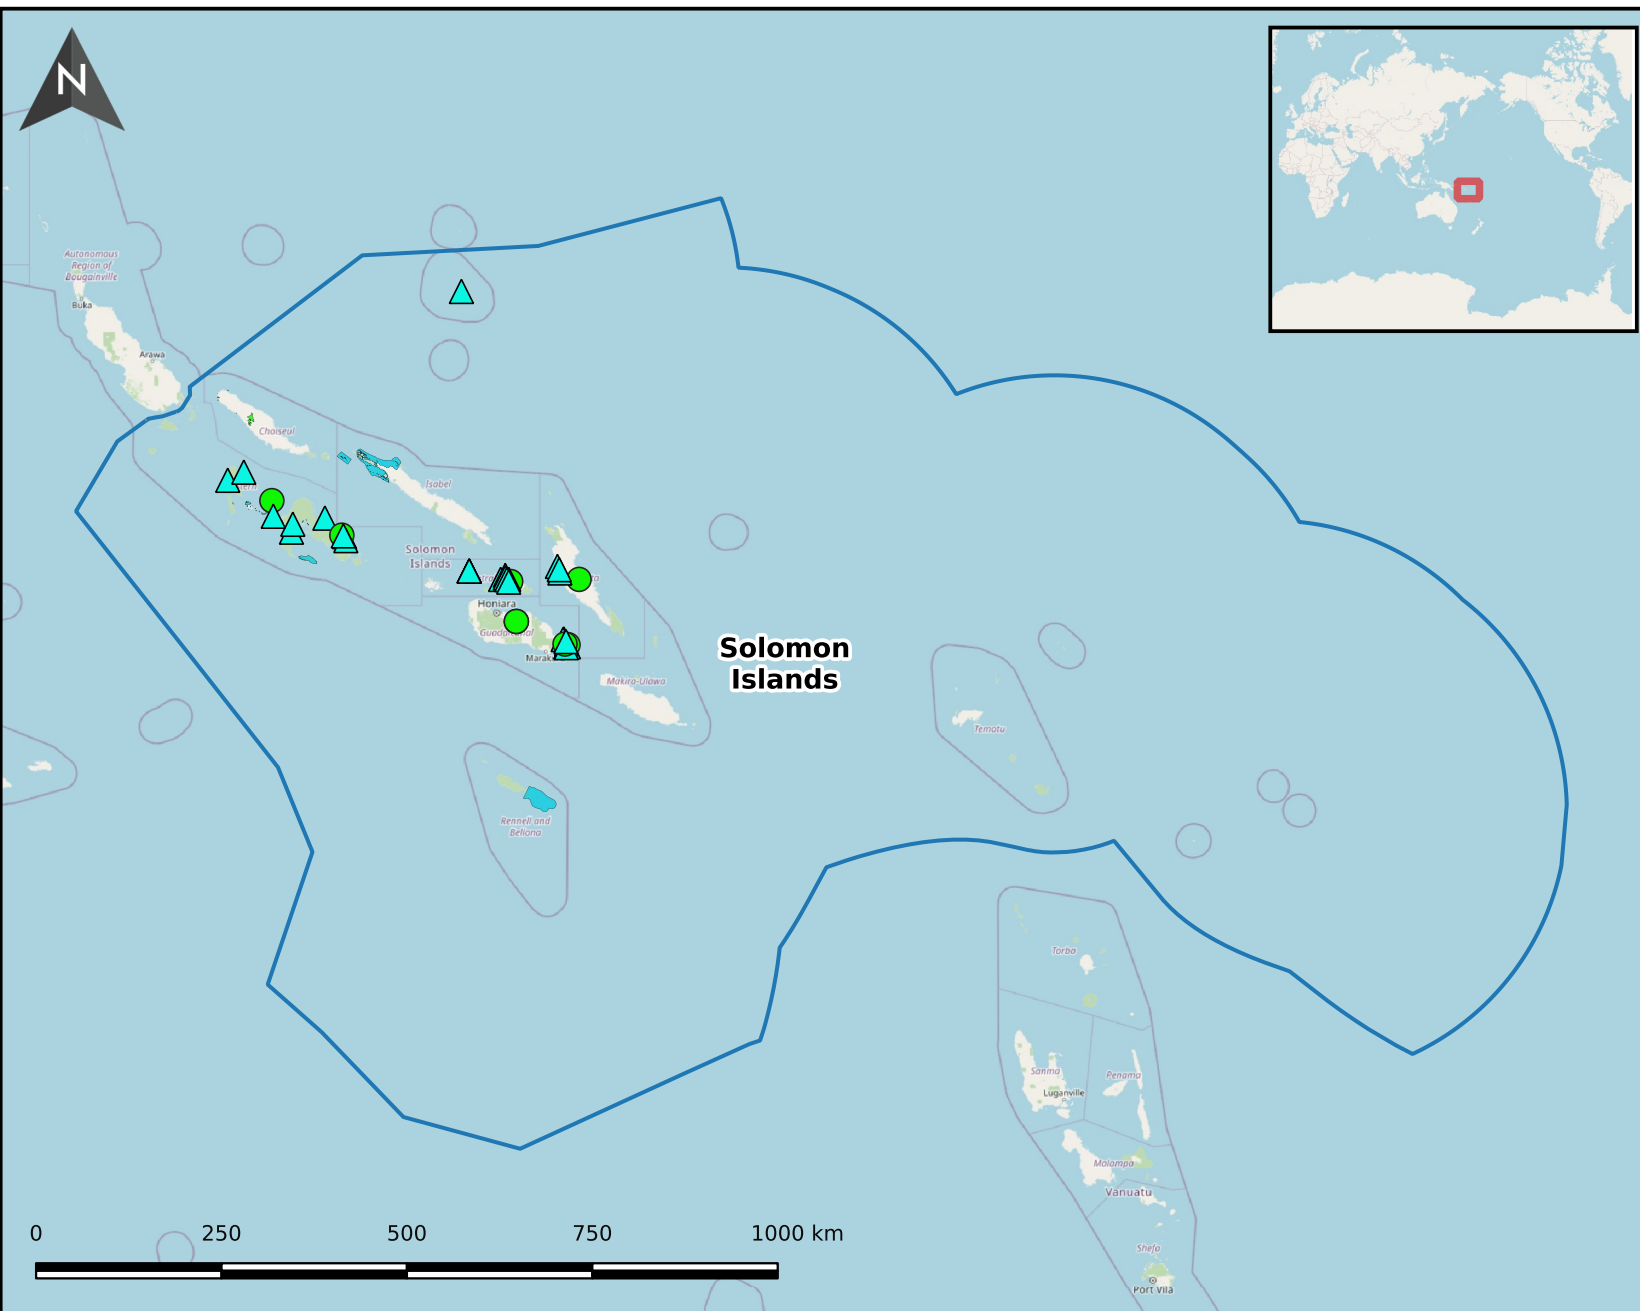 N
Autonomous
Region of
Bougainville
Buka
Arawa
Choiseul
Isabel
Solomon
Islands
Honiara
Guadalcanal
Makira-Ulawa
Solomon
Islands
Temotu
Rennell and
Bellona
Torba
Sanma
Penama
Luganville
Malampa
Vanuatu
Shefa
Port Vila
0 250 500 750 1000 km